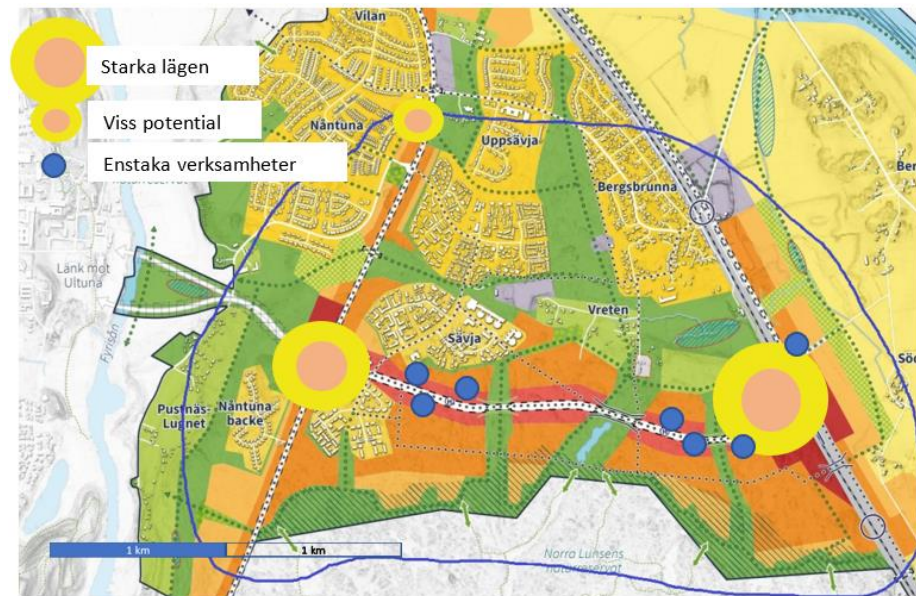 Starka lägen
Viss potential
Enstaka verksamheter
Vilan
Nåntuna
Uppsävja
Bergsbrunna
Länk mot
Ultuna
Fyrisån
Vreten
Sävja
Pustnäs-
Lugnet
Nåntuna
backe
1 km
1 km
Norra Lunsens
naturreservat